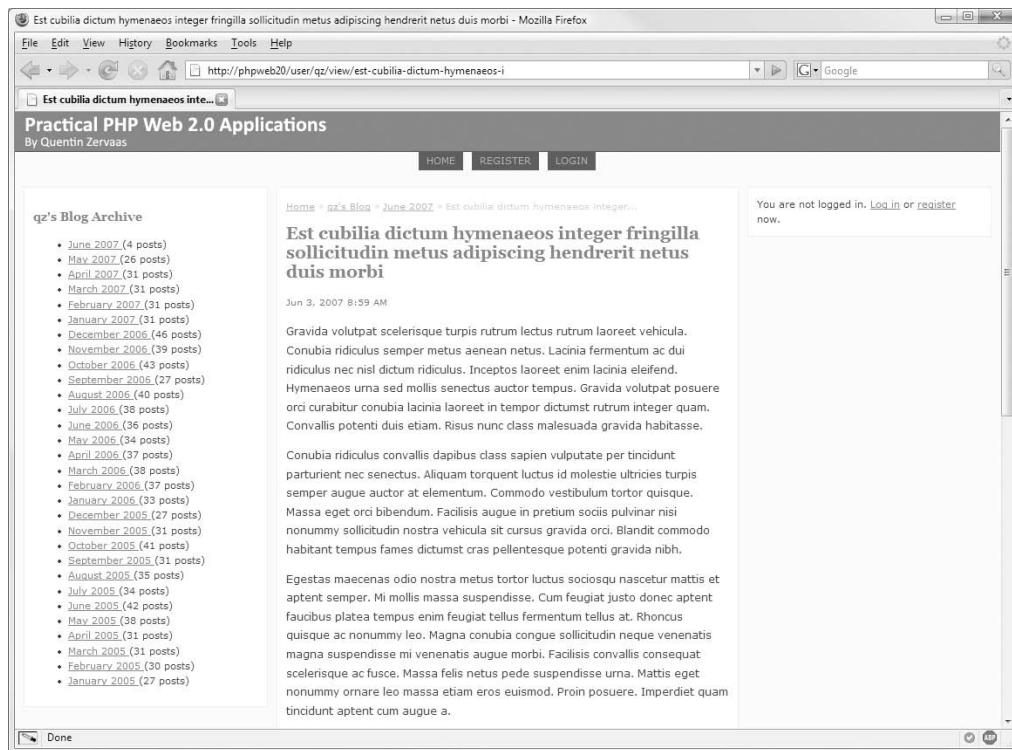 Est cubilia dictum hymenaeos integer fringilla sollicitudin metus adipiscing hendrerit netus duis morbi - Mozilla Firefox
File Edit View History Bookmarks Tools Help
http://phpweb20/user/qz/view/est-cubilia-dictum-hymenaeos-i
G Google
Est cubilia dictum hymenaeos inte...
Practical PHP Web 2.0 Applications
By Quentin Zervaas
HOME REGISTER LOGIN
qz's Blog Archive
June 2007 (4 posts)
May 2007 (26 posts)
April 2007 (31 posts)
March 2007 (31 posts)
February 2007 (31 posts)
January 2007 (31 posts)
December 2006 (46 posts)
November 2006 (39 posts)
October 2006 (43 posts)
September 2006 (27 posts)
August 2006 (40 posts)
July 2006 (38 posts)
June 2006 (36 posts)
May 2006 (34 posts)
April 2006 (37 posts)
March 2006 (38 posts)
February 2006 (37 posts)
January 2006 (33 posts)
December 2005 (27 posts)
November 2005 (31 posts)
October 2005 (41 posts)
September 2005 (31 posts)
August 2005 (35 posts)
July 2005 (34 posts)
June 2005 (42 posts)
May 2005 (38 posts)
April 2005 (31 posts)
March 2005 (31 posts)
February 2005 (30 posts)
January 2005 (27 posts)
Home » qz's Blog » June 2007 » Est cubilia dictum hymenaeos integer...
Est cubilia dictum hymenaeos integer fringilla
sollicitudin metus adipiscing hendrerit netus
duis morbi
Jun 3, 2007 8:59 AM
Gravida volutpat scelerisque turpis rutrum lectus rutrum laoreet vehicula.
Conubia ridiculus semper metus aenean netus. Lacinia fermentum ac dui
ridiculus nec nisl dictum ridiculus. Inceptos laoreet enim lacinia eleifend.
Hymenaeos urna sed mollis senectus auctor tempus. Gravida volutpat posuere
orci curabitur conubia lacinia laoreet in tempor dictumst rutrum integer quam.
Convallis potenti duis etiam. Risus nunc class malesuada gravida habitasse.
Conubia ridiculus convallis dapibus class sapien vulputate per tincidunt
parturient nec senectus. Aliquam torquent luctus id molestie ultricies turpis
semper augue auctor at elementum. Commodo vestibulum tortor quisque.
Massa eget orci bibendum. Facilisis augue in pretium sociis pulvinar nisi
nonummy sollicitudin nostra vehicula sit cursus gravida orci. Blandit commodo
habitant tempus fames dictumst cras pellentesque potenti gravida nibh.
Egestas maecenas odio nostra metus tortor luctus sociosqu nascetur mattis et
aptent semper. Mi mollis massa suspendisse. Cum feugiat justo donec aptent
faucibus platea tempus enim feugiat tellus fermentum tellus at. Rhoncus
quisque ac nonummy leo. Magna conubia congue sollicitudin neque venenatis
magna suspendisse mi venenatis augue morbi. Facilisis convallis consequat
scelerisque ac fusce. Massa felis netus pede suspendisse urna. Mattis eget
nonummy ornare leo massa etiam eros euismod. Proin posuere. Imperdiet quam
tincidunt aptent cum augue a.
You are not logged in. Log in or register
now.
Done
ABP